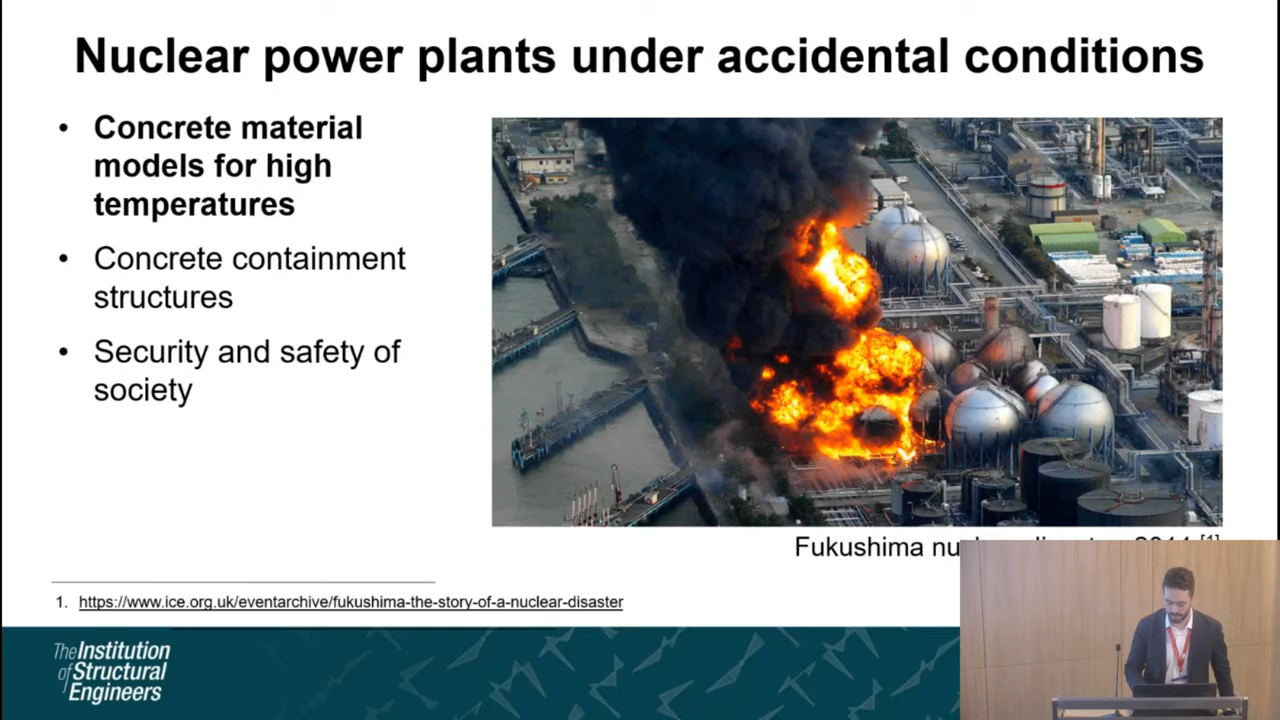 Nuclear power plants under accidental conditions
• Concrete material
models for high
temperatures
• Concrete containment
structures
• Security and safety of
society
Fukushima
[1]
1. https://www.ice.org.uk/eventarchive/fukushima-the-story-of-a-nuclear-disaster
The Institution
of Structural
Engineers